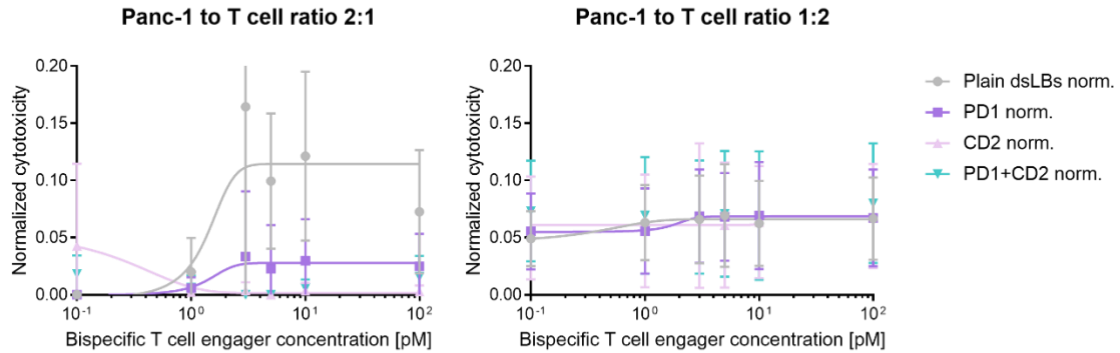 Panc-1 to T cell ratio 2:1
Panc-1 to T cell ratio 1:2
Normalized cytotoxicity
0.20
0.15
0.10
0.05
0.00
10-1
100
101
102
Bispecific T cell engager concentration [pM]
Normalized cytotoxicity
0.20
0.15
0.10
0.05
0.00
10-1
100
101
102
Bispecific T cell engager concentration [pM]
Plain dsLBs norm.
PD1 norm.
CD2 norm.
PD1+CD2 norm.